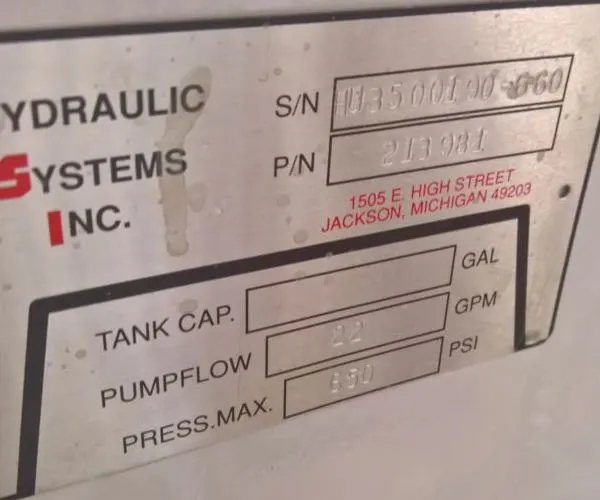 YDRAULIC
SYSTEMS
INC.
S/N
P/N 213981
1505 E. HIGH STREET
JACKSON, MICHIGAN 49203
TANK CAP. GAL
PUMPFLOW 22 GPM
PRESS.MAX. 650 PSI